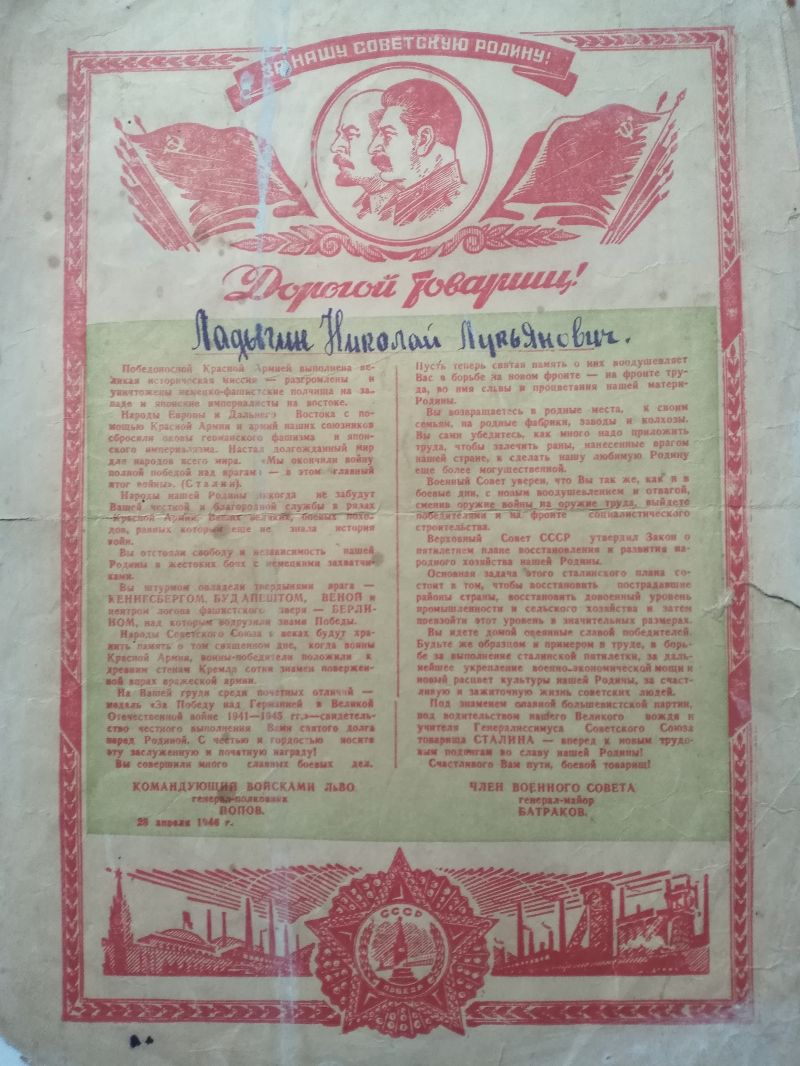 ЗА НАШУ СОВЕТСКУЮ РОДИНУ!
Дорогой товарищ!
Ладыгин Николай Лукьянович.
Победоносной Красной Армией выполнена ве-
ликая историческая миссия — разгромлены и
уничтожены немецко-фашистские полчища на за-
паде и японские империалисты на востоке.
Народы Европы и Дальнего Востока с по-
мощью Красной Армии и армий наших союзников
сбросили оковы германского фашизма и япон-
ского империализма. Настал долгожданный мир
для народов всего мира. «Мы окончили войну
полной победой над врагами — в этом главный
итог войны». (Сталин).
Народы нашей Родины никогда не забудут
Вашей честной и благородной службы в рядах
Красной Армии, Ваших великих, боевых похо-
дов, равных которым еще не знала история
войн.
Вы отстояли свободу и независимость нашей
Родины в жестоких боях с немецкими захватчи-
ками.
Вы штурмом овладели твердынями врага —
КЕНИГСБЕРГОМ, БУДАПЕШТОМ, ВЕНОЙ и
центром логова фашистского зверя — БЕРЛИ-
НОМ, над которым водрузили знамя Победы.
Народы Советского Союза в веках будут хра-
нить память о том священном дне, когда воины
Красной Армии, воины-победители положили к
древним стенам Кремля сотни знамен повержен-
ной в прах вражеской армии.
На Вашей груди среди почетных отличий —
медаль «За Победу над Германией в Великой
Отечественной войне 1941—1945 гг.»—свидетель-
ство честного выполнения Вами святого долга
перед Родиной. С честью и гордостью носите
эту заслуженную и почетную награду!
Вы совершили много славных боевых дел.
КОМАНДУЮЩИЙ ВОЙСКАМИ ЛЬВО
генерал-полковник
ПОПОВ.
28 апреля 1946 г.
Пусть теперь святая память о них воодушевляет
Вас в борьбе на новом фронте — на фронте тру-
да, во имя славы и процветания нашей матери-
Родины.
Вы возвращаетесь в родные места, к своим
семьям, на родные фабрики, заводы и колхозы.
Вы сами убедитесь, как много надо приложить
труда, чтобы залечить раны, нанесенные врагом
нашей стране, и сделать нашу любимую Родину
еще более могущественной.
Военный Совет уверен, что Вы так же, как и в
боевые дни, с новым воодушевлением и отвагой,
сменив оружие войны на оружие труда, выйдете
победителями и на фронте социалистического
строительства.
Верховный Совет СССР утвердил Закон о
пятилетнем плане восстановления и развития на-
родного хозяйства нашей Родины.
Основная задача этого сталинского плана со-
стоит в том, чтобы восстановить пострадавшие
районы страны, восстановить довоенный уровень
промышленности и сельского хозяйства и затем
превзойти этот уровень в значительных размерах.
Вы идете домой овеянные славой победителей.
Будьте же образцом и примером в труде, в борь-
бе за выполнение сталинской пятилетки, за даль-
нейшее укрепление военно-экономической мощи и
новый расцвет культуры нашей Родины, за счаст-
ливую и зажиточную жизнь советских людей.
Под знаменем славной большевистской партии,
под водительством нашего Великого вождя и
учителя Генералиссимуса Советского Союза
товарища СТАЛИНА — вперед к новым трудо-
вым подвигам во славу нашей Родины!
Счастливого Вам пути, боевой товарищ!
ЧЛЕН ВОЕННОГО СОВЕТА
генерал-майор
БАТРАКОВ.
СССР
ПОБЕДА